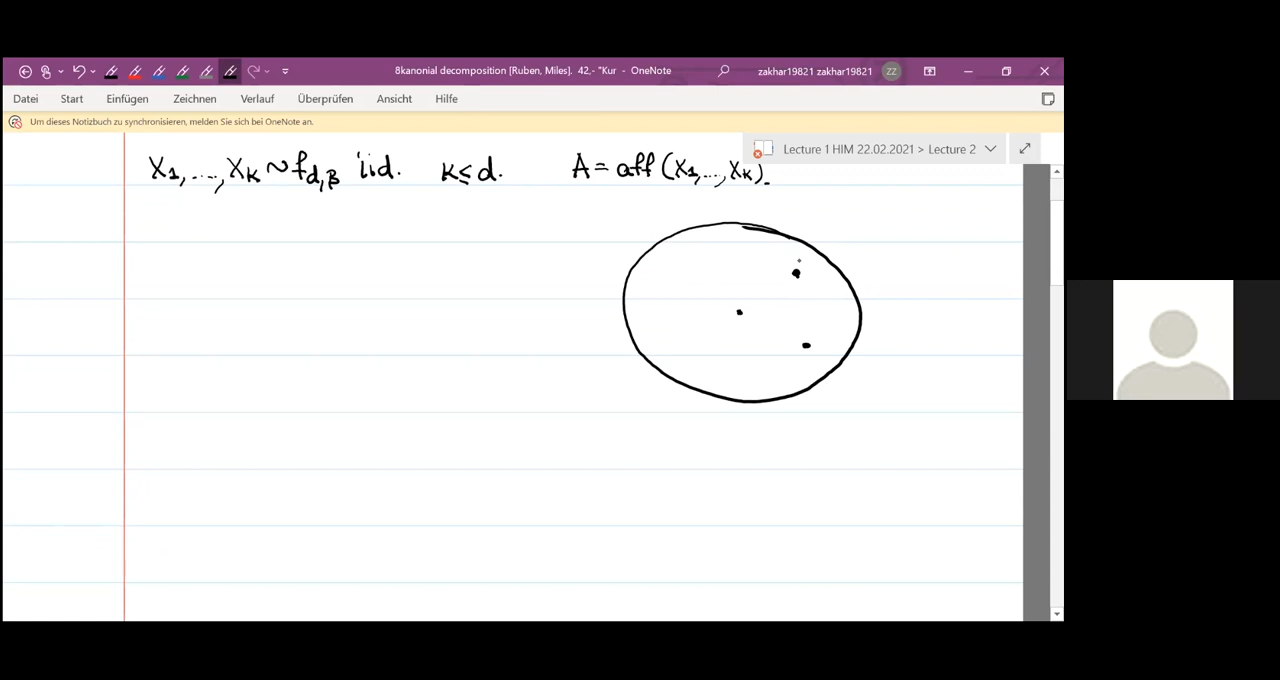 8kanonial decomposition [Ruben, Miles]. 42,- "Kur - OneNote
zakhar19821 zakhar19821 ZZ
Datei Start Einfügen Zeichnen Verlauf Überprüfen Ansicht Hilfe
Um dieses Notizbuch zu synchronisieren, melden Sie sich bei OneNote an.
Lecture 1 HIM 22.02.2021 > Lecture 2
X₁, ..., X_K ~ f_{d,β} iid. K ≤ d. A = aff (X₁, ..., X_K).